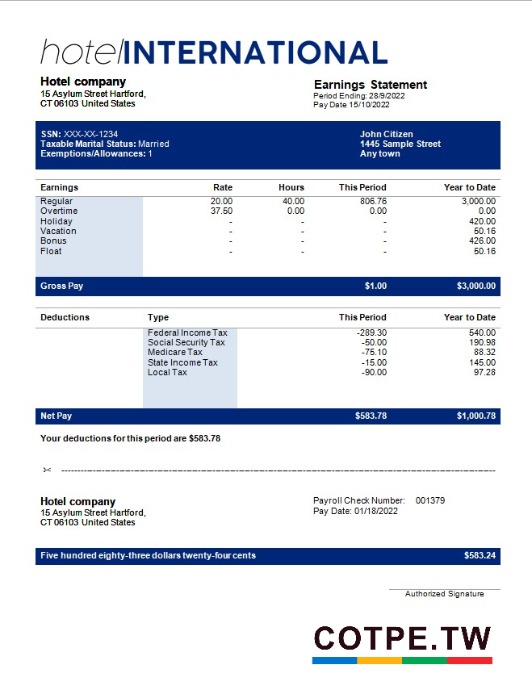 hotelINTERNATIONAL
Hotel company
15 Asylum Street Hartford,
CT 06103 United States
Earnings Statement
Period Ending: 28/9/2022
Pay Date 15/10/2022
SSN: XXX-XX-1234
Taxable Marital Status: Married
Exemptions/Allowances: 1
John Citizen
1445 Sample Street
Any town
Earnings Rate Hours This Period Year to Date
Regular 20.00 40.00 806.76 3,000.00
Overtime 37.50 0.00 0.00 0.00
Holiday - - - 420.00
Vacation - - - 50.16
Bonus - - - 426.00
Float - - - 50.16
Gross Pay $1.00 $3,000.00
Deductions Type This Period Year to Date
Federal Income Tax -289.30 540.00
Social Security Tax -50.00 190.98
Medicare Tax -75.10 88.32
State Income Tax -15.00 145.00
Local Tax -90.00 97.28
Net Pay $583.78 $1,000.78
Your deductions for this period are $583.78
Hotel company
15 Asylum Street Hartford,
CT 06103 United States
Payroll Check Number: 001379
Pay Date: 01/18/2022
Five hundred eighty-three dollars twenty-four cents $583.24
Authorized Signature
COTPE.TW